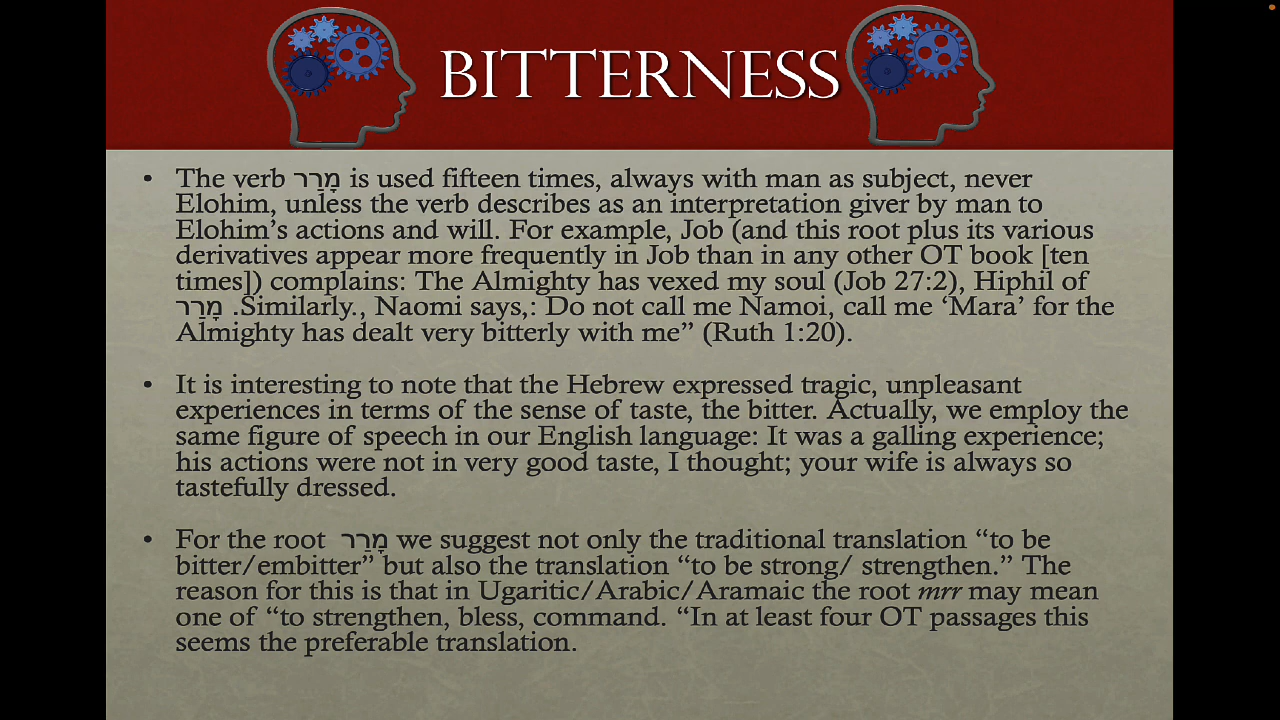 BITTERNESS
• The verb מָרַר is used fifteen times, always with man as subject, never
Elohim, unless the verb describes as an interpretation giver by man to
Elohim’s actions and will. For example, Job (and this root plus its various
derivatives appear more frequently in Job than in any other OT book [ten
times]) complains: The Almighty has vexed my soul (Job 27:2), Hiphil of
מָרַר .Similarly., Naomi says,: Do not call me Namoi, call me ‘Mara’ for the
Almighty has dealt very bitterly with me” (Ruth 1:20).
• It is interesting to note that the Hebrew expressed tragic, unpleasant
experiences in terms of the sense of taste, the bitter. Actually, we employ the
same figure of speech in our English language: It was a galling experience;
his actions were not in very good taste, I thought; your wife is always so
tastefully dressed.
• For the root מָרַר we suggest not only the traditional translation “to be
bitter/embitter” but also the translation “to be strong/ strengthen.” The
reason for this is that in Ugaritic/Arabic/Aramaic the root mrr may mean
one of “to strengthen, bless, command. “In at least four OT passages this
seems the preferable translation.